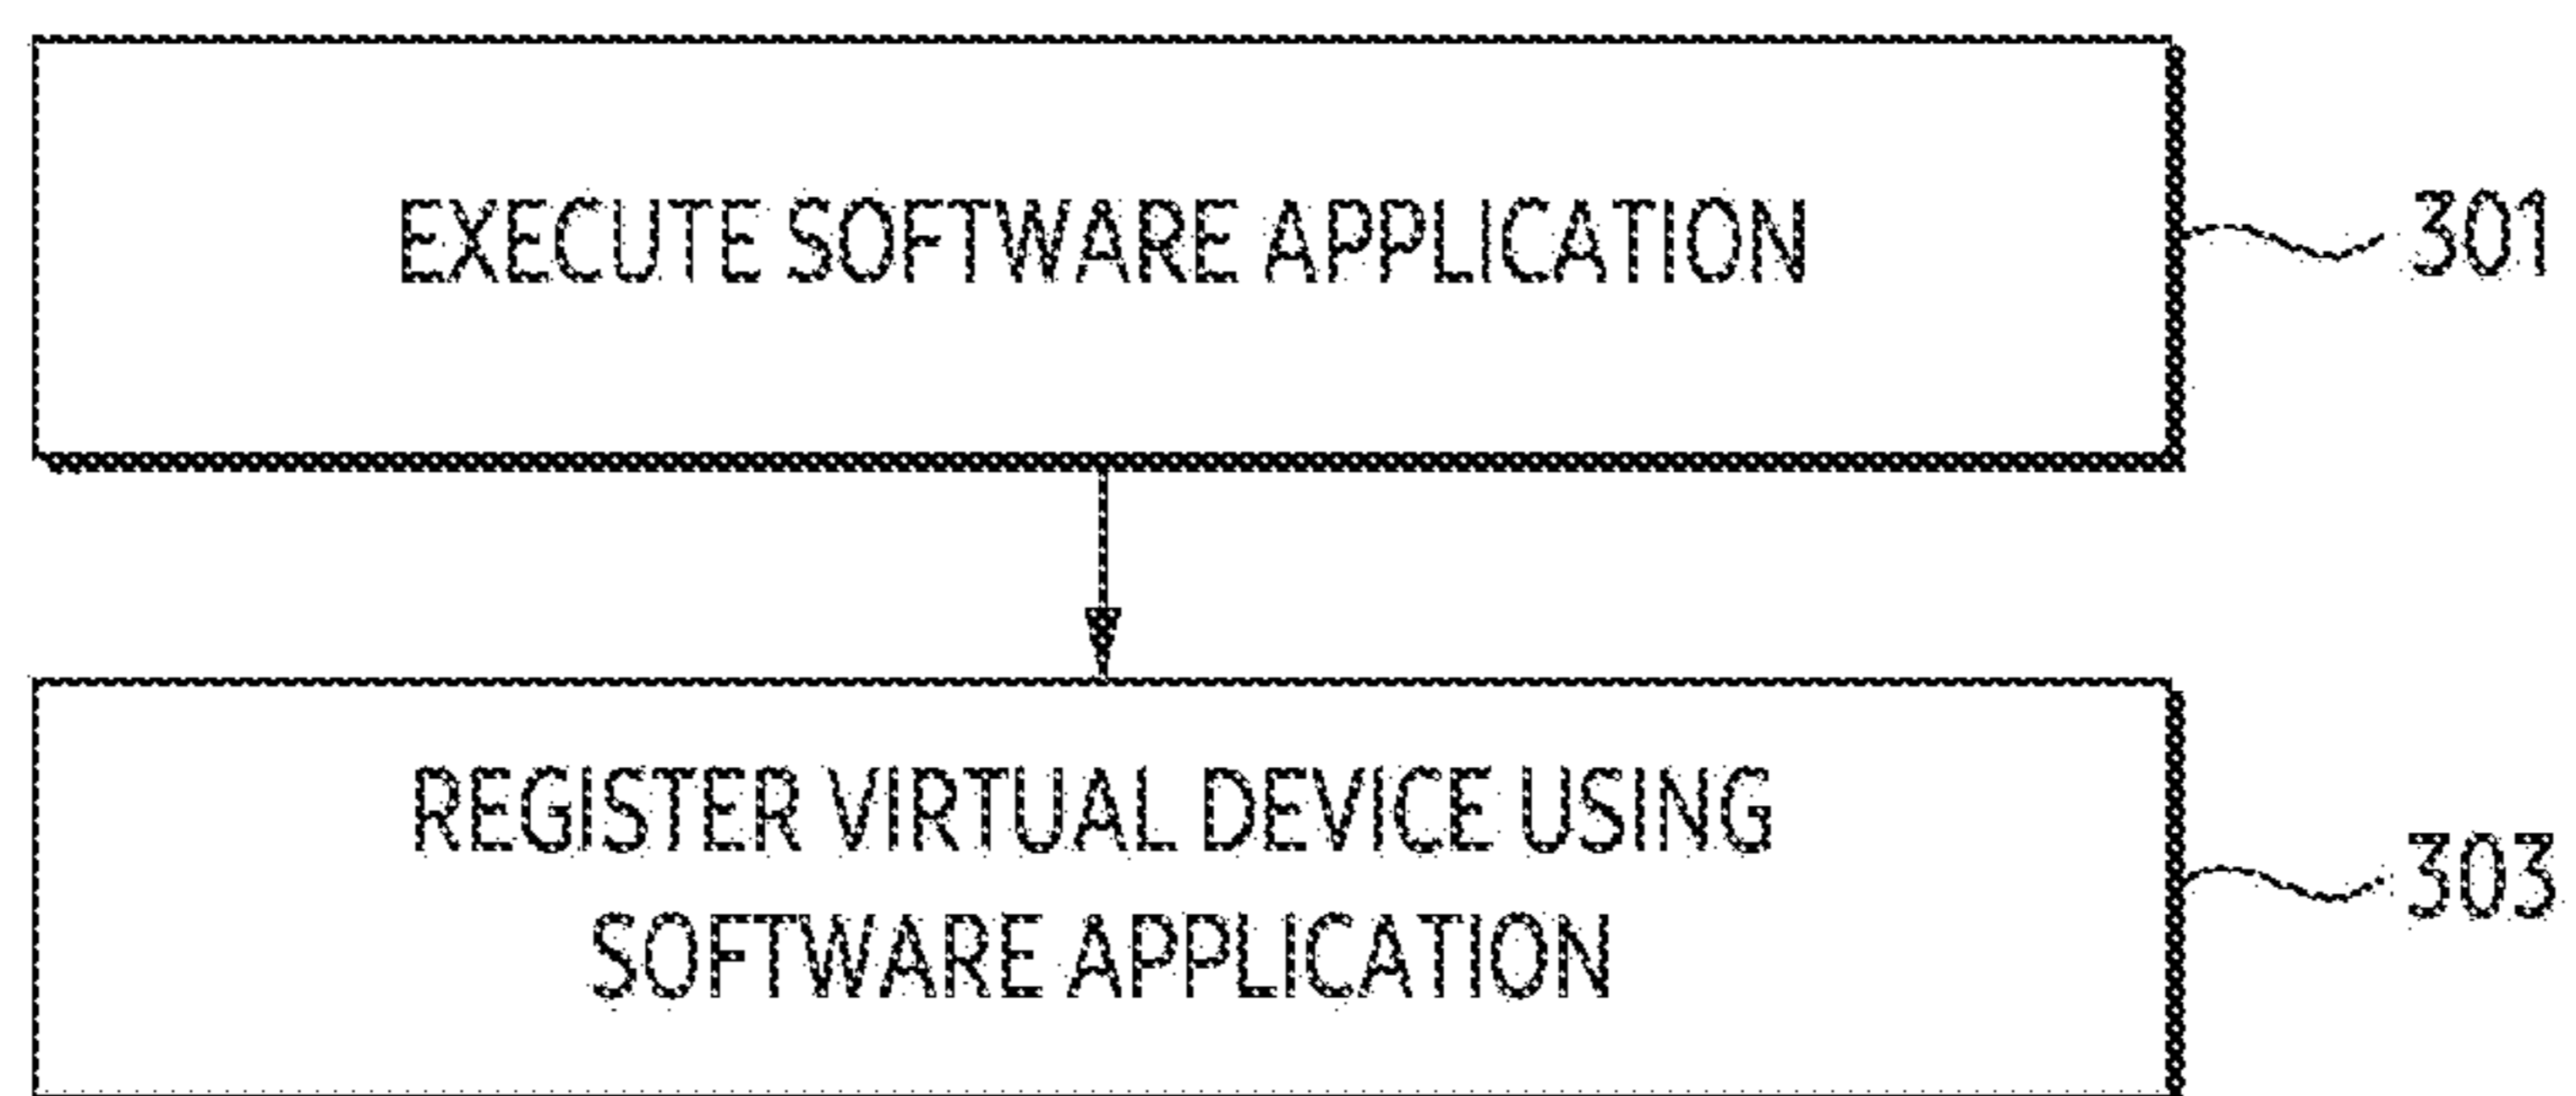 EXECUTE SOFTWARE APPLICATION
301
REGISTER VIRTUAL DEVICE USING
SOFTWARE APPLICATION
303